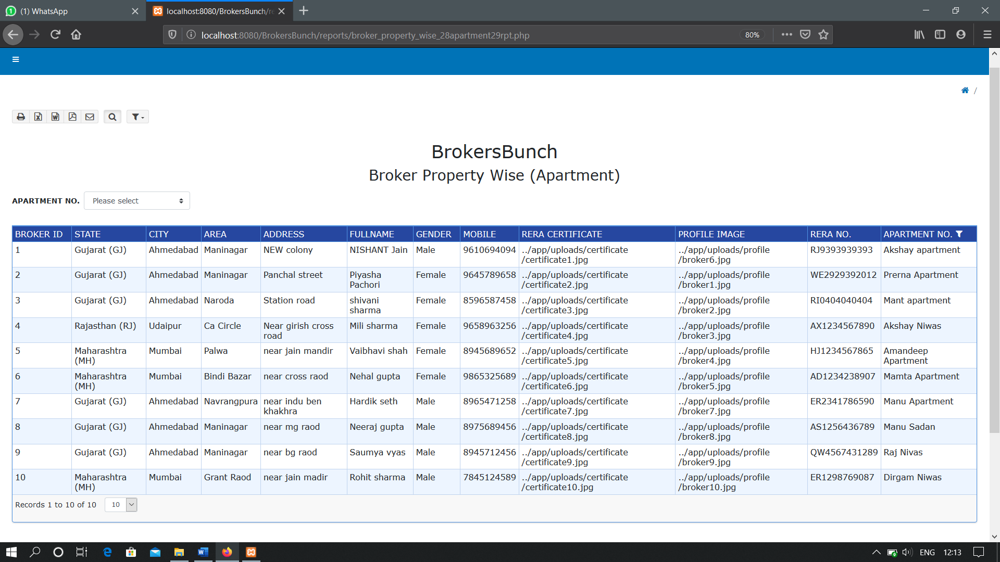 (1) WhatsApp
localhost:8080/BrokersBunch/re
localhost:8080/BrokersBunch/reports/broker_property_wise_28apartment29rpt.php
80%
/
BrokersBunch
Broker Property Wise (Apartment)
APARTMENT NO. Please select
BROKER ID STATE CITY AREA ADDRESS FULLNAME GENDER MOBILE RERA CERTIFICATE PROFILE IMAGE RERA NO. APARTMENT NO.
1 Gujarat (GJ) Ahmedabad Maninagar NEW colony NISHANT Jain Male 9610694094 ../app/uploads/certificate ../app/uploads/profile RJ9393939393 Akshay apartment
/certificate1.jpg /broker6.jpg
2 Gujarat (GJ) Ahmedabad Maninagar Panchal street Piyasha Female 9645789658 ../app/uploads/certificate ../app/uploads/profile WE2929392012 Prerna Apartment
Pachori /certificate2.jpg /broker1.jpg
3 Gujarat (GJ) Ahmedabad Naroda Station road shivani Female 8596587458 ../app/uploads/certificate ../app/uploads/profile RI0404040404 Mant apartment
sharma /certificate3.jpg /broker2.jpg
4 Rajasthan (RJ) Udaipur Ca Circle Near girish cross Mili sharma Female 9658963256 ../app/uploads/certificate ../app/uploads/profile AX1234567890 Akshay Niwas
road /certificate4.jpg /broker3.jpg
5 Maharashtra Mumbai Palwa near jain mandir Vaibhavi shah Female 8945689652 ../app/uploads/certificate ../app/uploads/profile HJ1234567865 Amandeep
(MH) /certificate5.jpg /broker4.jpg Apartment
6 Maharashtra Mumbai Bindi Bazar near cross raod Nehal gupta Female 9865325689 ../app/uploads/certificate ../app/uploads/profile AD1234238907 Mamta Apartment
(MH) /certificate6.jpg /broker5.jpg
7 Gujarat (GJ) Ahmedabad Navrangpura near indu ben Hardik seth Male 8965471258 ../app/uploads/certificate ../app/uploads/profile ER2341786590 Manu Apartment
khakhra /certificate7.jpg /broker7.jpg
8 Gujarat (GJ) Ahmedabad Maninagar near mg raod Neeraj gupta Male 8975689456 ../app/uploads/certificate ../app/uploads/profile AS1256436789 Manu Sadan
/certificate8.jpg /broker8.jpg
9 Gujarat (GJ) Ahmedabad Maninagar near bg raod Saumya vyas Male 8945712456 ../app/uploads/certificate ../app/uploads/profile QW4567431289 Raj Nivas
/certificate9.jpg /broker9.jpg
10 Maharashtra Mumbai Grant Raod near jain madir Rohit sharma Male 7845124589 ../app/uploads/certificate ../app/uploads/profile ER1298769087 Dirgam Niwas
(MH) /certificate10.jpg /broker10.jpg
Records 1 to 10 of 10 10
ENG 12:13